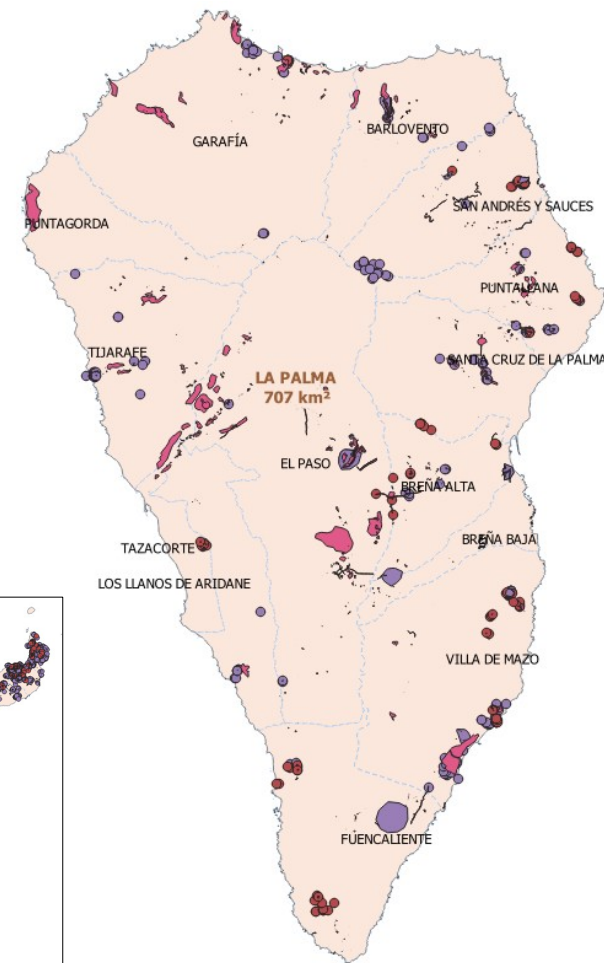 GARAFÍA
BARLOVENTO
SAN ANDRÉS Y SAUCES
PUNTAGORDA
PUNTALLANA
TIJARAFE
SANTA CRUZ DE LA PALMA
LA PALMA
707 km²
EL PASO
BREÑA ALTA
BREÑA BAJA
TAZACORTE
LOS LLANOS DE ARIDANE
VILLA DE MAZO
FUENCALIENTE